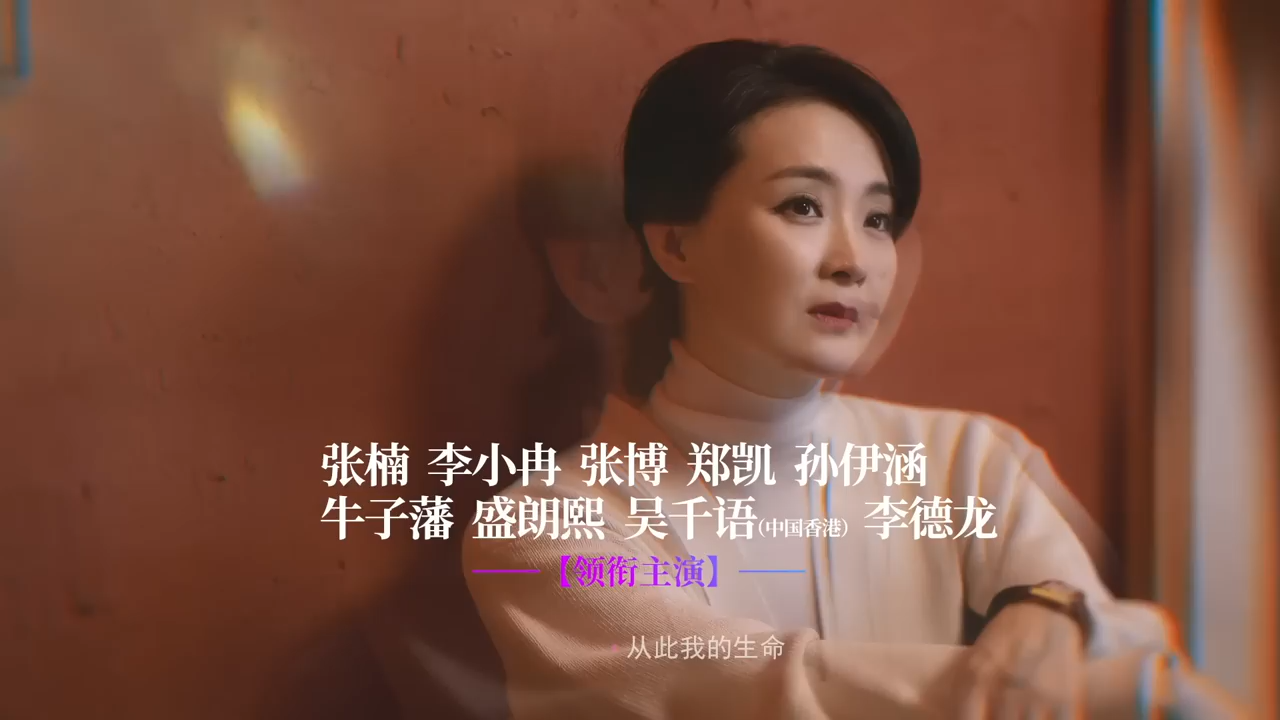 张楠 李小冉 张博 郑凯 孙伊涵
牛子藩 盛朗熙 吴千语(中国香港) 李德龙
【领衔主演】
从此我的生命